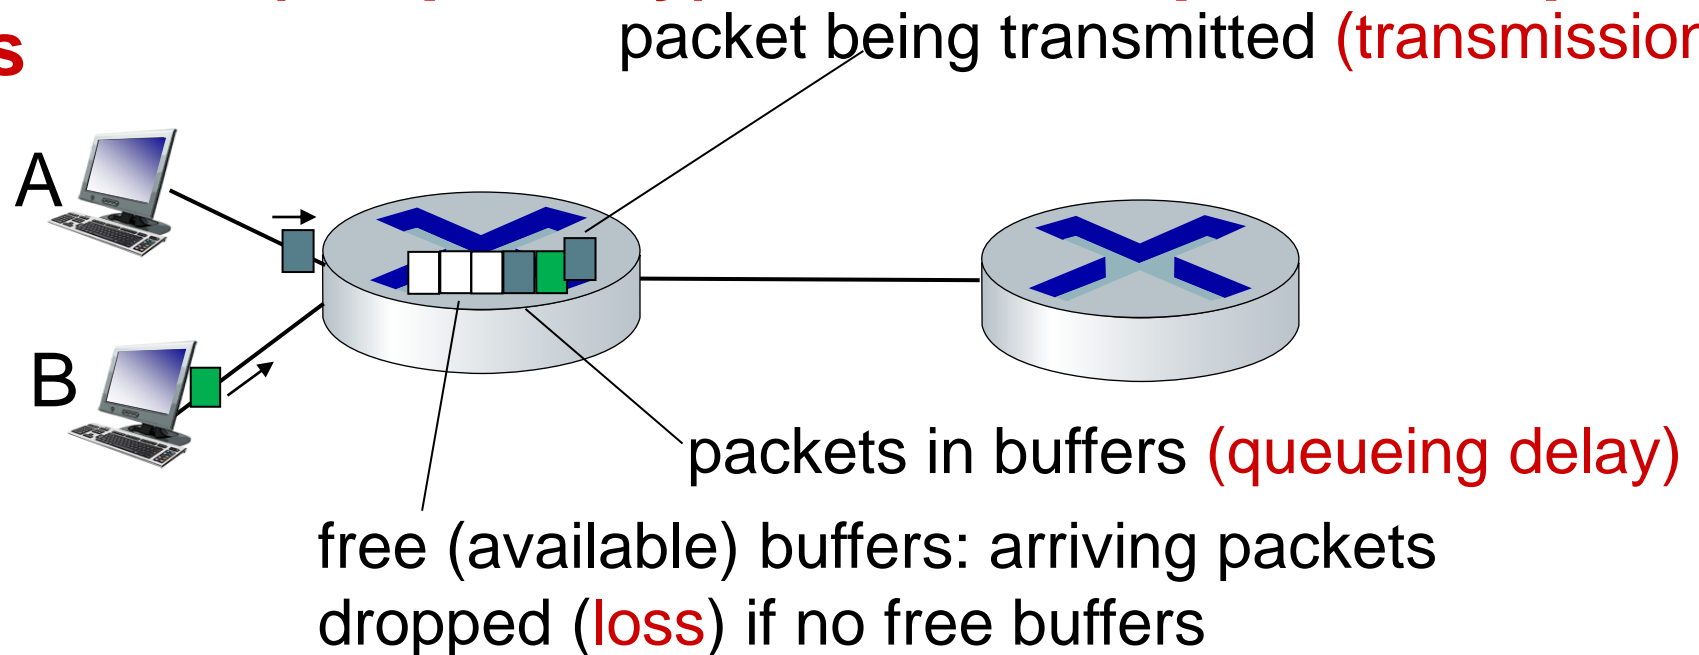 s
packet being transmitted (transmission
A
B
packets in buffers (queueing delay)
free (available) buffers: arriving packets
dropped (loss) if no free buffers